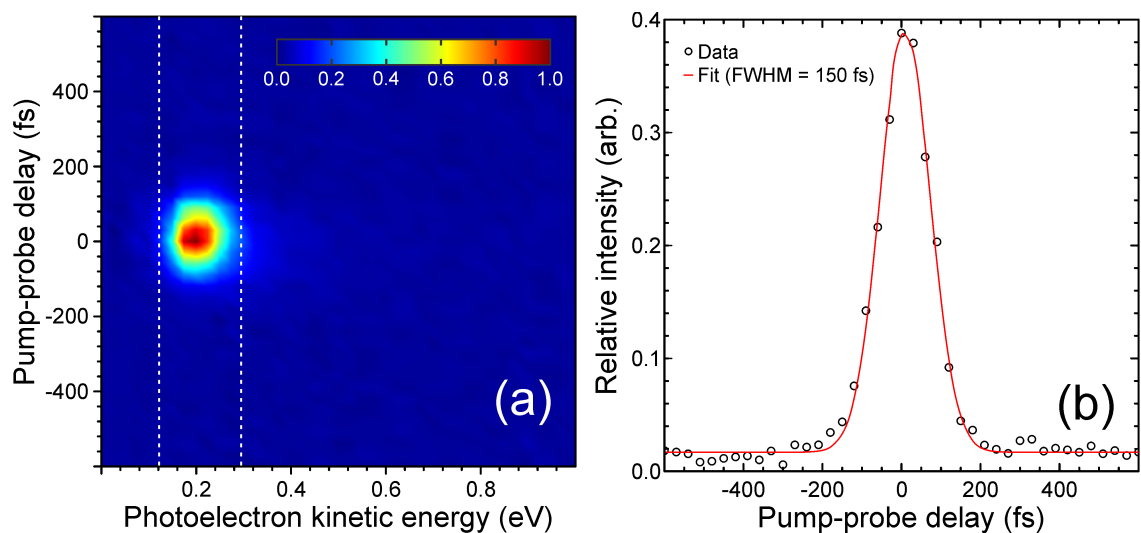 0.0 0.2 0.4 0.6 0.8 1.0
400
200
0
-200
-400
Pump-probe delay (fs)
(a)
0.2 0.4 0.6 0.8
Photoelectron kinetic energy (eV)
0.4
0.3
0.2
0.1
0.0
Relative intensity (arb.)
Data
Fit (FWHM = 150 fs)
(b)
-400 -200 0 200 400
Pump-probe delay (fs)